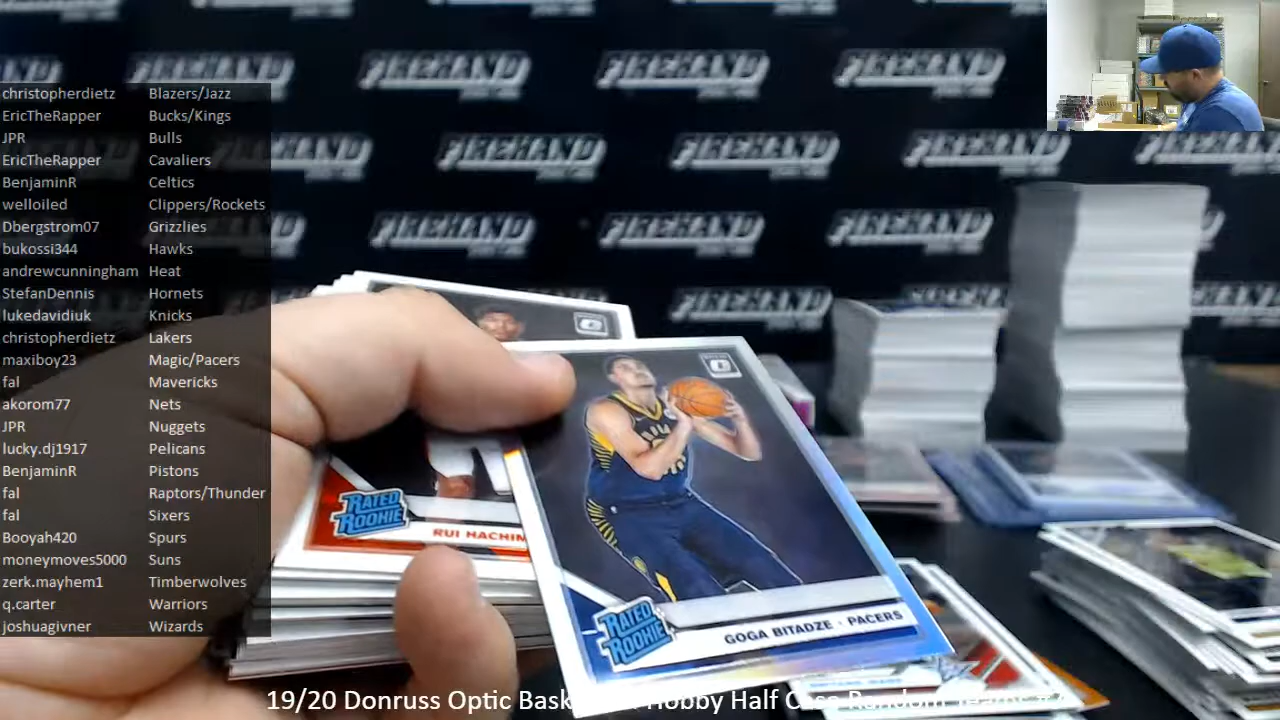 FIREHAND
christopherdietz Blazers/Jazz
EricTheRapper Bucks/Kings
JPR Bulls
EricTheRapper Cavaliers
BenjaminR Celtics
welloiled Clippers/Rockets
Dbergstrom07 Grizzlies
bukossi344 Hawks
andrewcunningham Heat
StefanDennis Hornets
lukedavidiuk Knicks
christopherdietz Lakers
maxiboy23 Magic/Pacers
fal Mavericks
akorom77 Nets
JPR Nuggets
lucky.dj1917 Pelicans
BenjaminR Pistons
fal Raptors/Thunder
fal Sixers
Booyah420 Spurs
moneymoves5000 Suns
zerk.mayhem1 Timberwolves
q.carter Warriors
joshuagivner Wizards
RATED ROOKIE
RUI HACHIM
RATED ROOKIE
GOGA BITADZE · PACERS
19/20 Donruss Optic Bask Hobby Half Case Random Teams